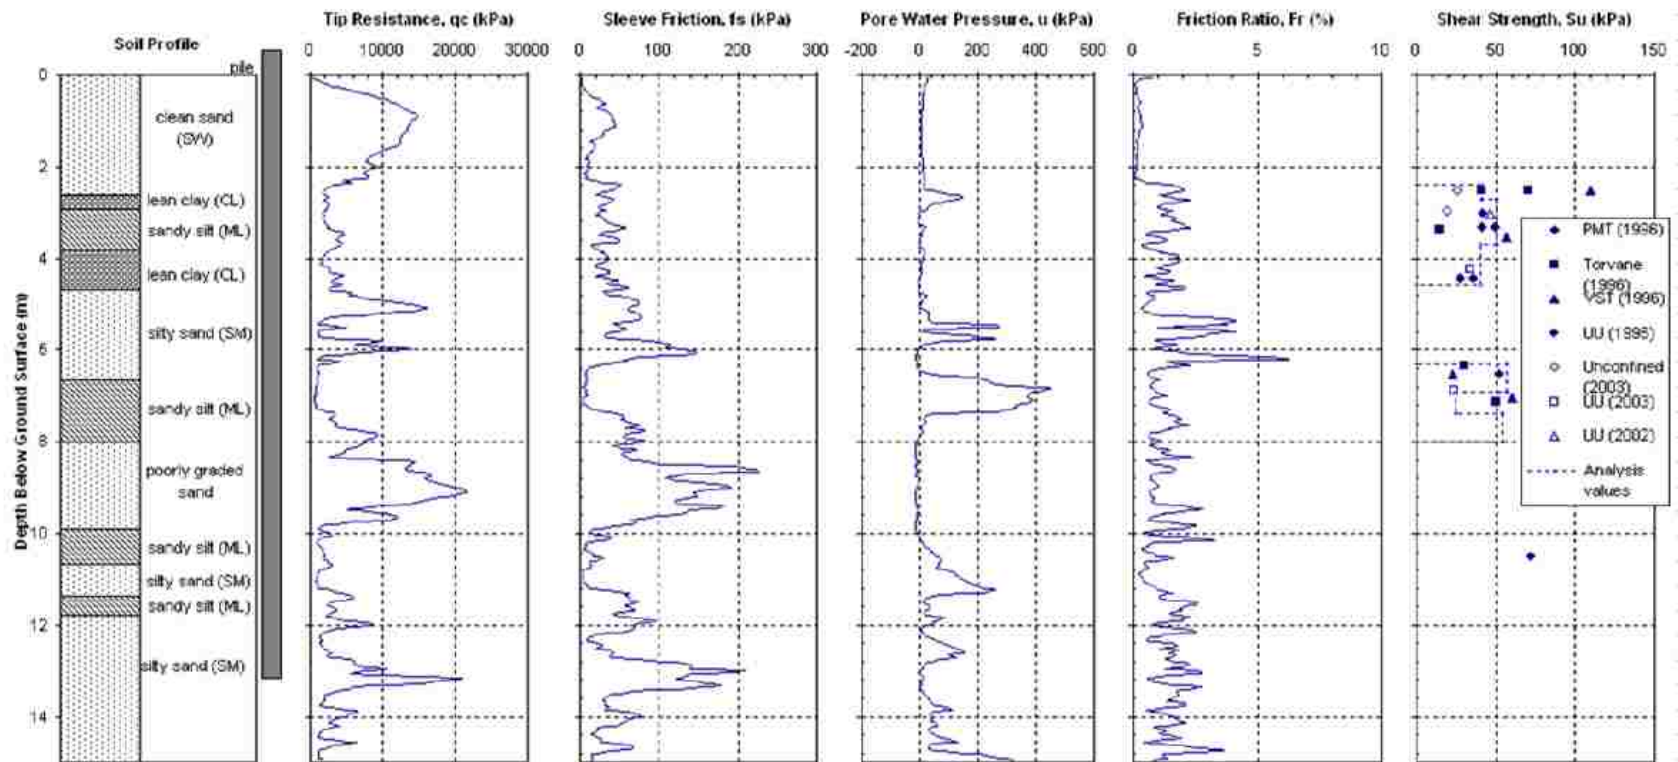 Tip Resistance, qc (kPa)
Sleeve Friction, fs (kPa)
Pore Water Pressure, u (kPa)
Friction Ratio, Fr (%)
Shear Strength, Su (kPa)
Soil Profile
pile
0 10000 20000 30000
0 100 200 300
-200 0 200 400 600
0 5 10
0 50 100 150
Depth Below Ground Surface (m)
0
2
4
6
8
10
12
14
clean sand
(SW)
lean clay (CL)
sandy silt (ML)
lean clay (CL)
silty sand (SM)
sandy silt (ML)
poorly graded
sand
sandy silt (ML)
silty sand (SM)
sandy silt (ML)
silty sand (SM)
PMT (1996)
Torvane
(1996)
VST (1996)
UU (1996)
Unconfined
(2003)
UU (2003)
UU (2002)
Analysis
values